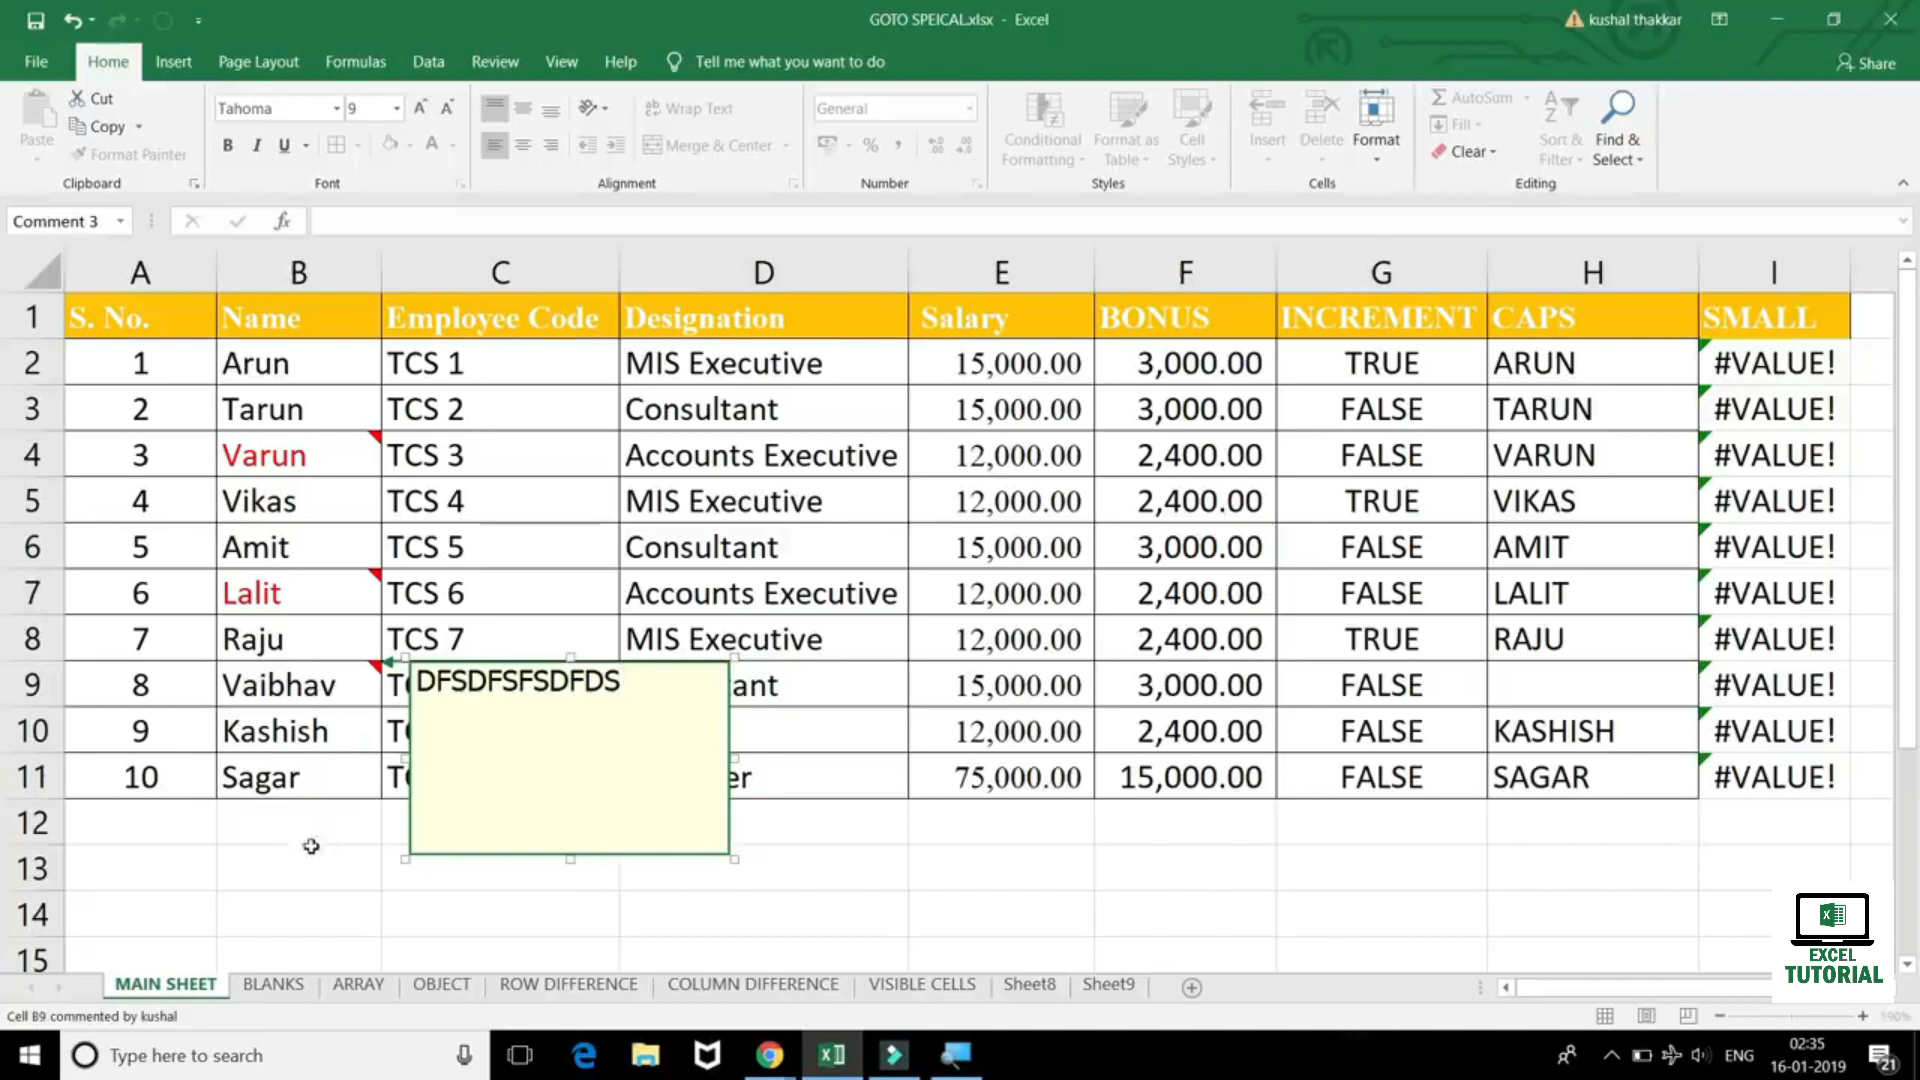 GOTO SPEICAL.xlsx - Excel
kushal thakkar
File Home Insert Page Layout Formulas Data Review View Help Tell me what you want to do
Share
Paste
Cut
Copy
Format Painter
Clipboard
Tahoma 9
B I U
Font
Wrap Text
Merge & Center
Alignment
General
%
Number
Conditional Formatting
Format as Table
Cell Styles
Styles
Insert Delete Format
Cells
AutoSum
Fill
Clear
Sort & Filter
Find & Select
Editing
Comment 3
fx
A B C D E F G H I
1 S. No. Name Employee Code Designation Salary BONUS INCREMENT CAPS SMALL
2 1 Arun TCS 1 MIS Executive 15,000.00 3,000.00 TRUE ARUN #VALUE!
3 2 Tarun TCS 2 Consultant 15,000.00 3,000.00 FALSE TARUN #VALUE!
4 3 Varun TCS 3 Accounts Executive 12,000.00 2,400.00 FALSE VARUN #VALUE!
5 4 Vikas TCS 4 MIS Executive 12,000.00 2,400.00 TRUE VIKAS #VALUE!
6 5 Amit TCS 5 Consultant 15,000.00 3,000.00 FALSE AMIT #VALUE!
7 6 Lalit TCS 6 Accounts Executive 12,000.00 2,400.00 FALSE LALIT #VALUE!
8 7 Raju TCS 7 MIS Executive 12,000.00 2,400.00 TRUE RAJU #VALUE!
9 8 Vaibhav DFSDFSFSDFDS ant 15,000.00 3,000.00 FALSE #VALUE!
10 9 Kashish 12,000.00 2,400.00 FALSE KASHISH #VALUE!
11 10 Sagar er 75,000.00 15,000.00 FALSE SAGAR #VALUE!
12
13
14
15
EXCEL
TUTORIAL
MAIN SHEET BLANKS ARRAY OBJECT ROW DIFFERENCE COLUMN DIFFERENCE VISIBLE CELLS Sheet8 Sheet9
Cell B9 commented by kushal
190%
Type here to search
ENG
02:35
16-01-2019
21